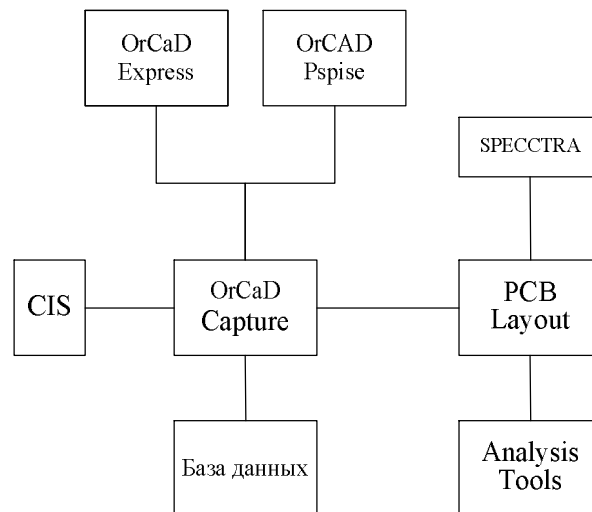 OrCaD
Express
OrCAD
Pspise
SPECCTRA
CIS
OrCaD
Capture
PCB
Layout
База данных
Analysis
Tools